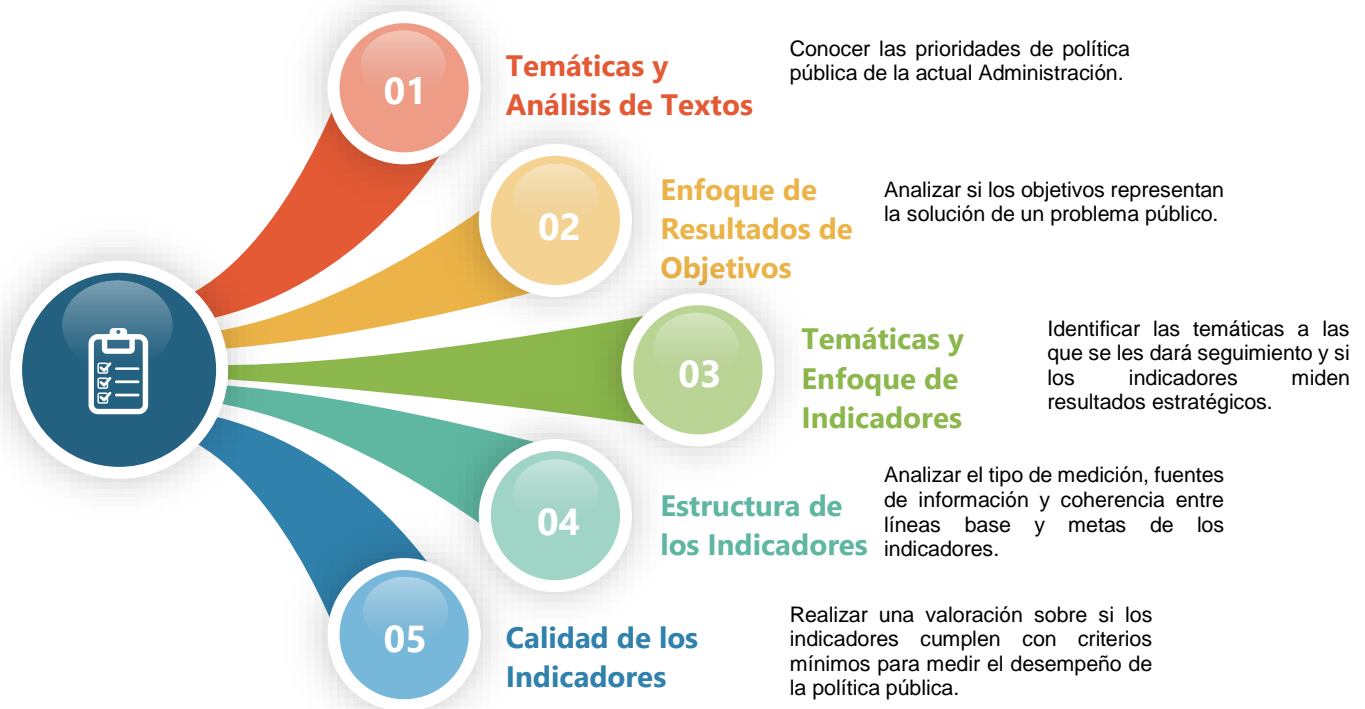 01
Temáticas y
Análisis de Textos
Conocer las prioridades de política
pública de la actual Administración.
02
Enfoque de
Resultados de
Objetivos
Analizar si los objetivos representan
la solución de un problema público.
03
Temáticas y
Enfoque de
Indicadores
Identificar las temáticas a las
que se les dará seguimiento y si
los indicadores miden
resultados estratégicos.
04
Estructura de
los Indicadores
Analizar el tipo de medición, fuentes
de información y coherencia entre
líneas base y metas de los
indicadores.
05
Calidad de los
Indicadores
Realizar una valoración sobre si los
indicadores cumplen con criterios
mínimos para medir el desempeño de
la política pública.